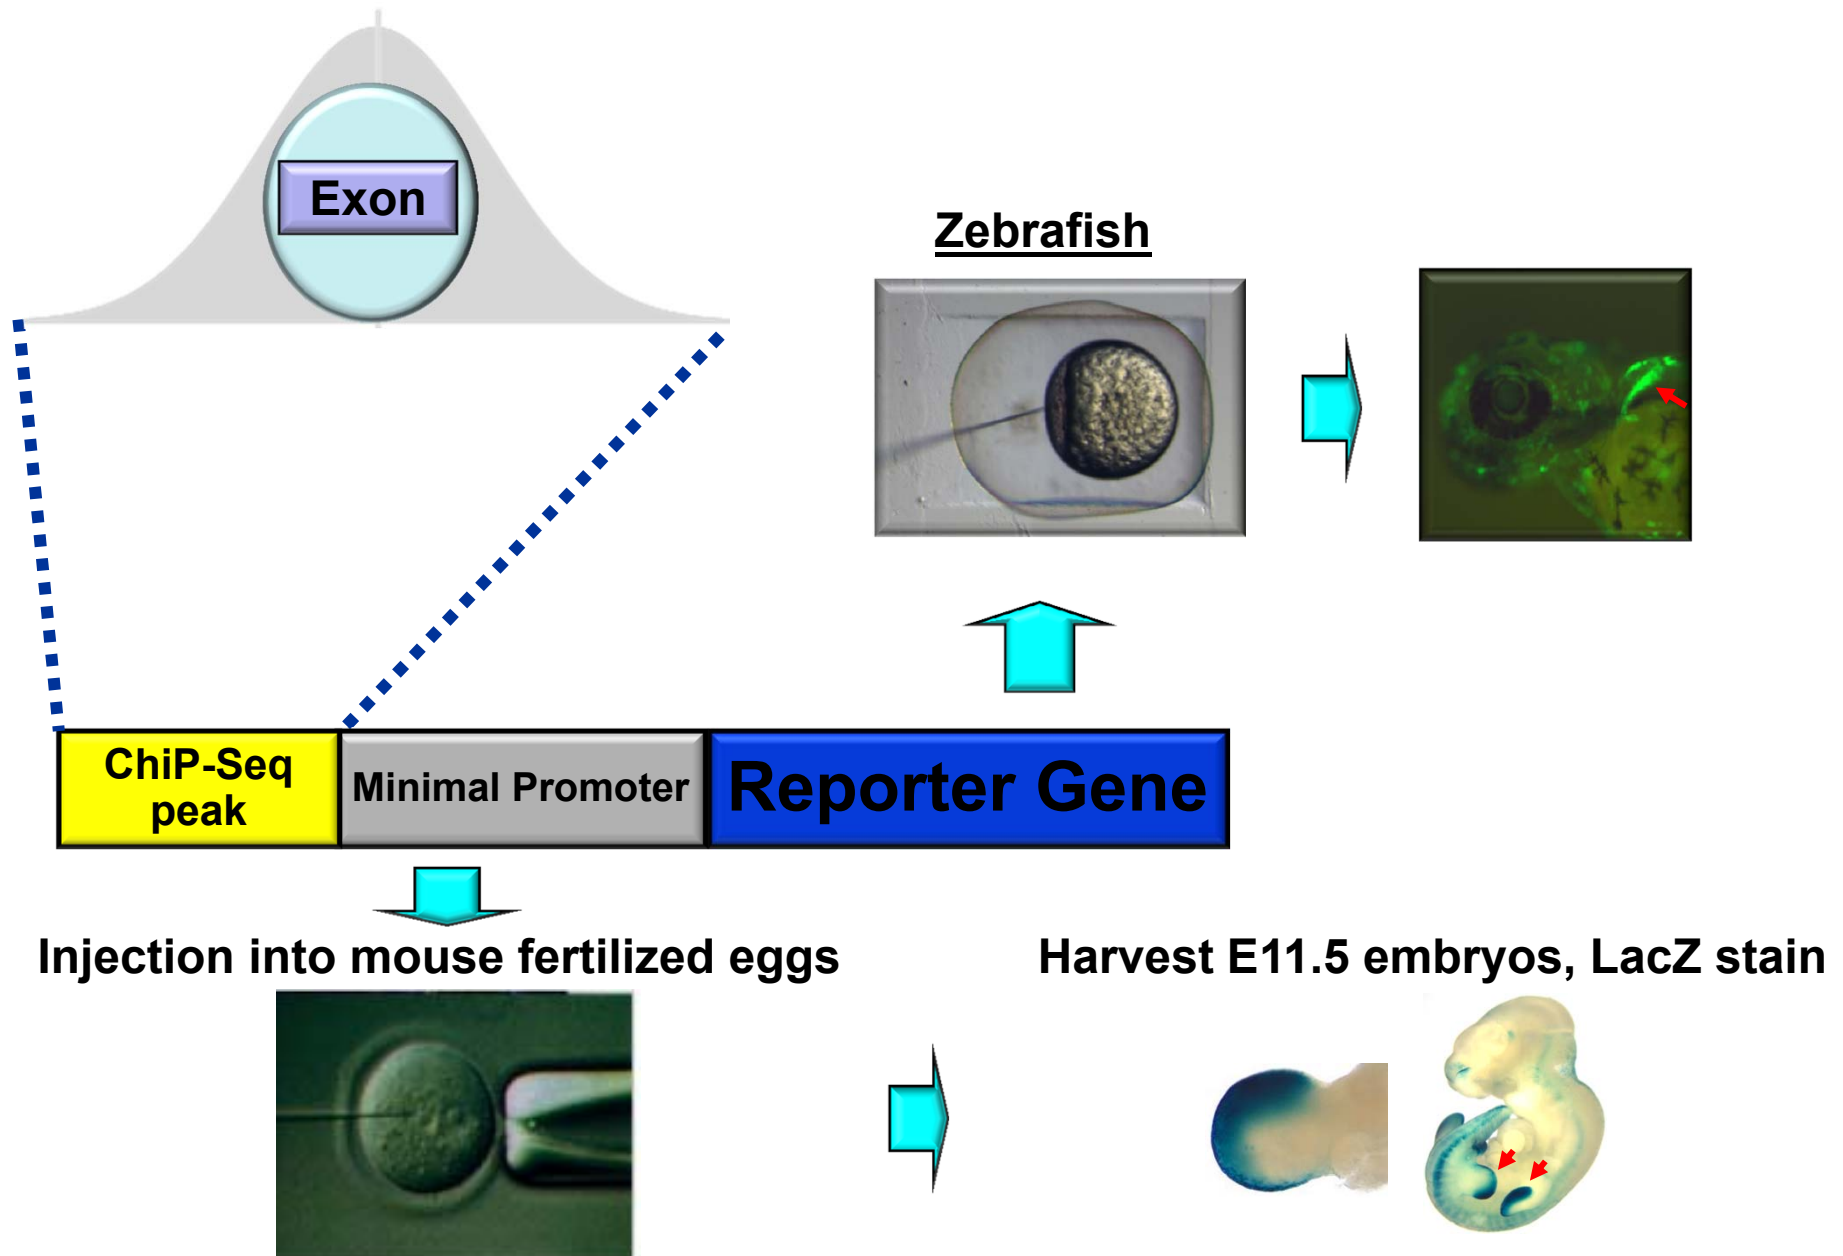 Exon
Zebrafish
ChiP-Seq
peak
Minimal Promoter
Reporter Gene
Injection into mouse fertilized eggs
Harvest E11.5 embryos, LacZ stain